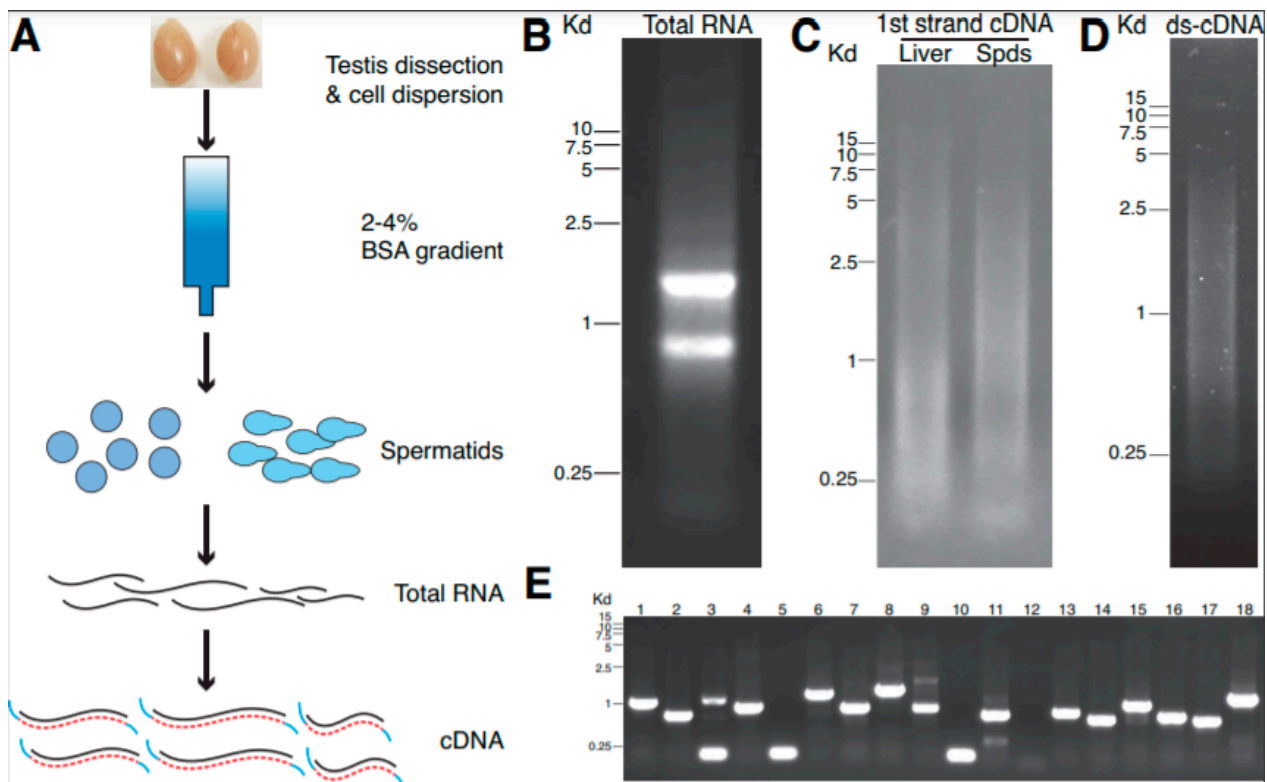 A
Testis dissection
& cell dispersion
2-4%
BSA gradient
Spermatids
Total RNA
cDNA
B
Kd
Total RNA
10
7.5
5
2.5
1
0.25
C
Kd
1st strand cDNA
Liver Spds
15
10
7.5
5
2.5
1
0.25
D
Kd
ds-cDNA
15
10
7.5
5
2.5
1
0.25
E
Kd
1 2 3 4 5 6 7 8 9 10 11 12 13 14 15 16 17 18
15
10
7.5
5
2.5
1
0.25